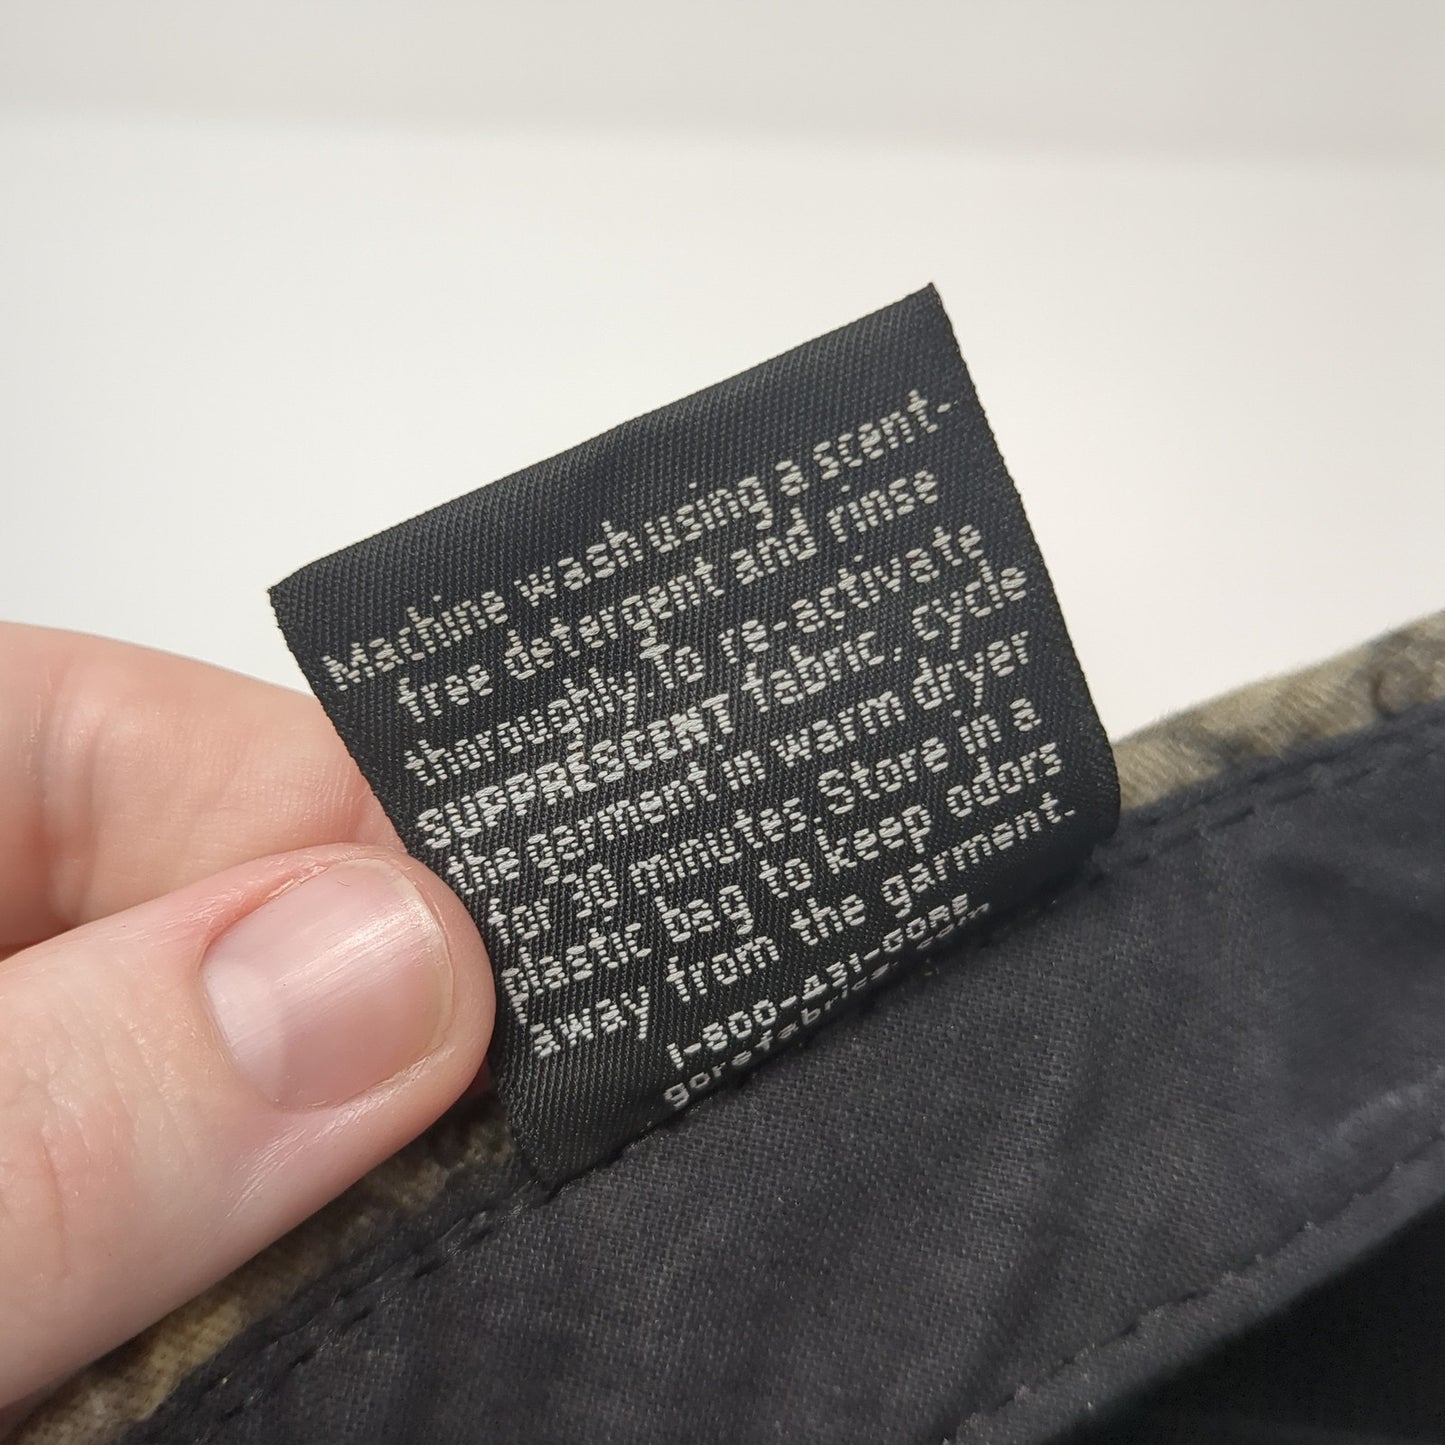 Machine wash using a scent-
free detergent and rinse
thoroughly. To re-activate
SUPPRESCENT fabric, cycle
the garment in warm dryer
for 30 minutes Store in a
plastic bag to keep odors
away from the garment.
1-800-431-
gorefabrics.